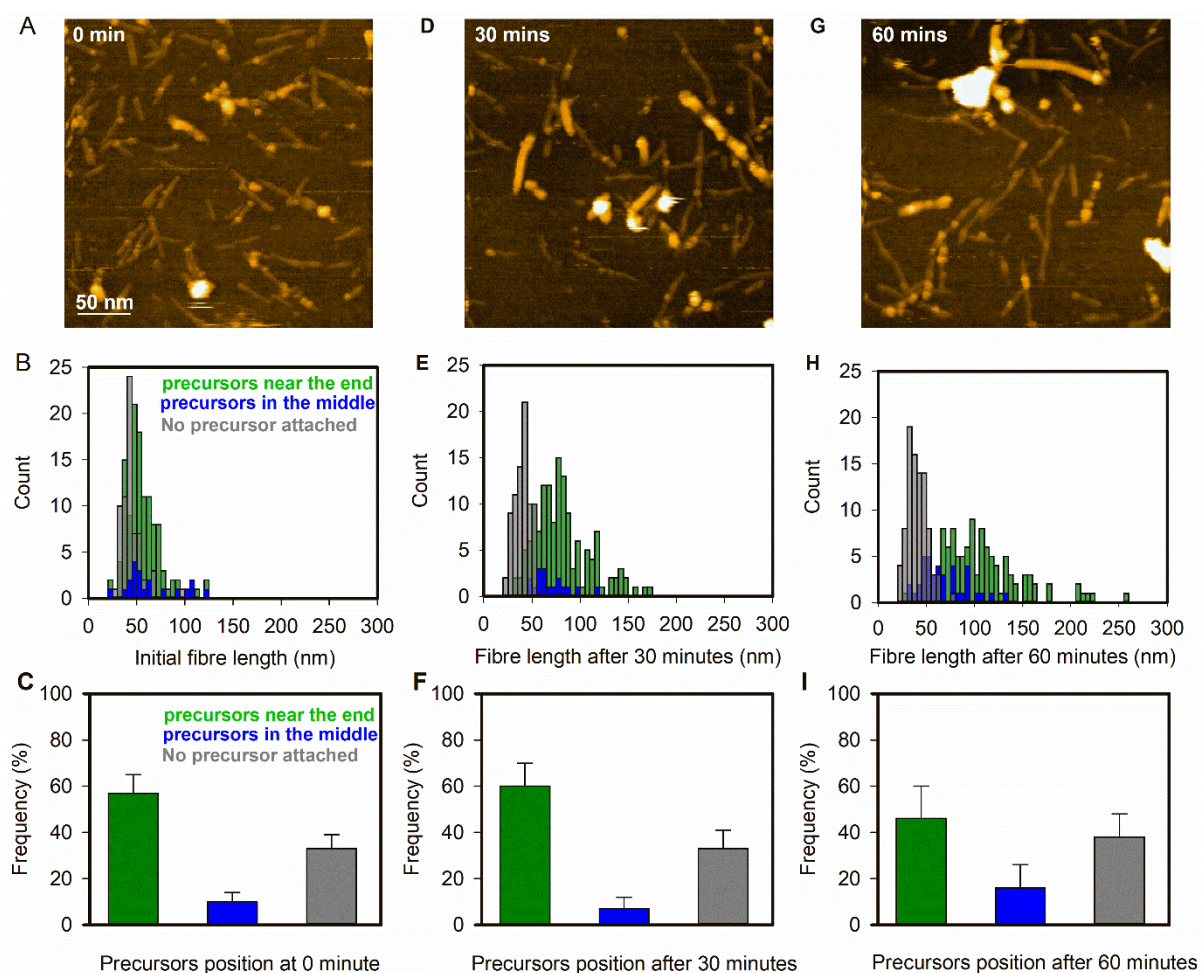 A
0 min
50 nm
D
30 mins
G
60 mins
B
25
20
15
10
5
0
Count
precursors near the end
precursors in the middle
No precursor attached
0 50 100 150 200 250 300
Initial fibre length (nm)
E
25
20
15
10
5
0
Count
0 50 100 150 200 250 300
Fibre length after 30 minutes (nm)
H
25
20
15
10
5
0
Count
0 50 100 150 200 250 300
Fibre length after 60 minutes (nm)
C
100
80
60
40
20
0
Frequency (%)
precursors near the end
precursors in the middle
No precursor attached
Precursors position at 0 minute
F
100
80
60
40
20
0
Frequency (%)
Precursors position after 30 minutes
I
100
80
60
40
20
0
Frequency (%)
Precursors position after 60 minutes